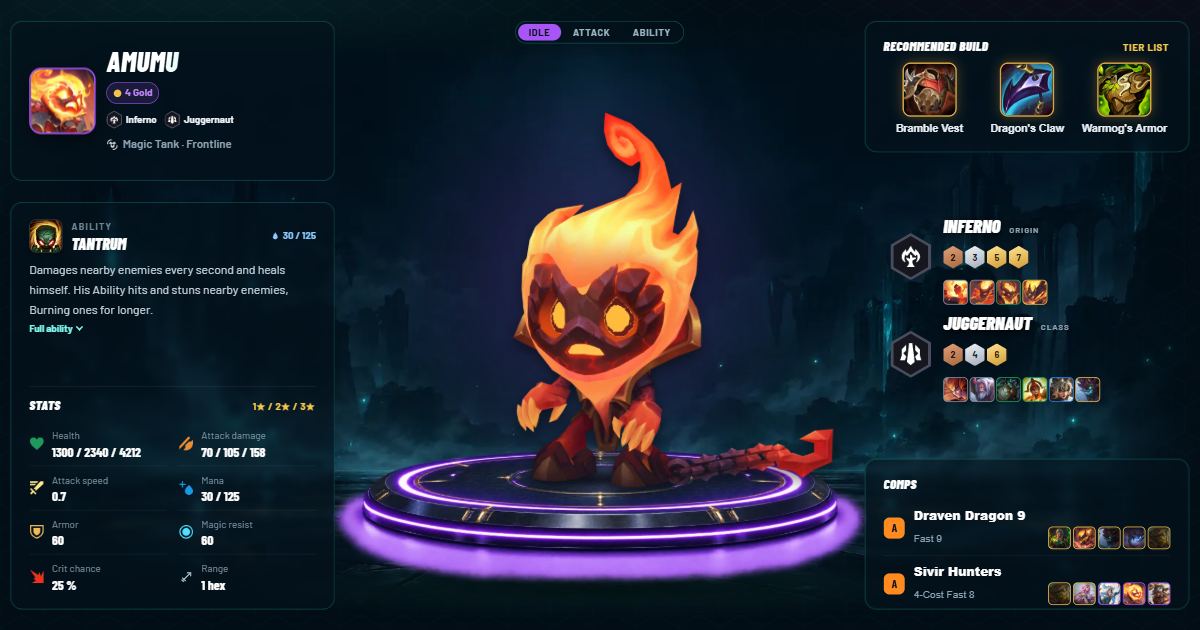 IDLE ATTACK ABILITY
AMUMU
4 Gold
Inferno Juggernaut
Magic Tank · Frontline
ABILITY
TANTRUM
30 / 125
Damages nearby enemies every second and heals
himself. His Ability hits and stuns nearby enemies,
Burning ones for longer.
Full ability
STATS
1★ / 2★ / 3★
Health
1300 / 2340 / 4212
Attack damage
70 / 105 / 158
Attack speed
0.7
Mana
30 / 125
Armor
60
Magic resist
60
Crit chance
25 %
Range
1 hex
RECOMMENDED BUILD
TIER LIST
Bramble Vest
Dragon's Claw
Warmog's Armor
INFERNO ORIGIN
2 3 5 7
JUGGERNAUT CLASS
2 4 6
COMPS
A
Draven Dragon 9
Fast 9
A
Sivir Hunters
4-Cost Fast 8